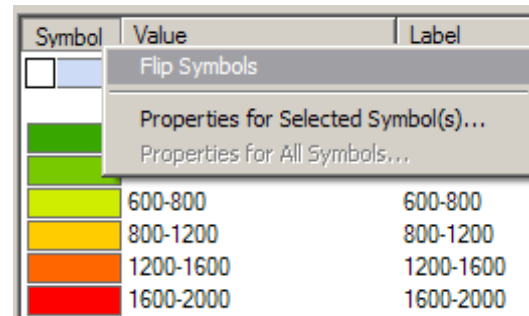 Symbol Value Label
Flip Symbols
Properties for Selected Symbol(s)...
Properties for All Symbols...
600-800 600-800
800-1200 800-1200
1200-1600 1200-1600
1600-2000 1600-2000